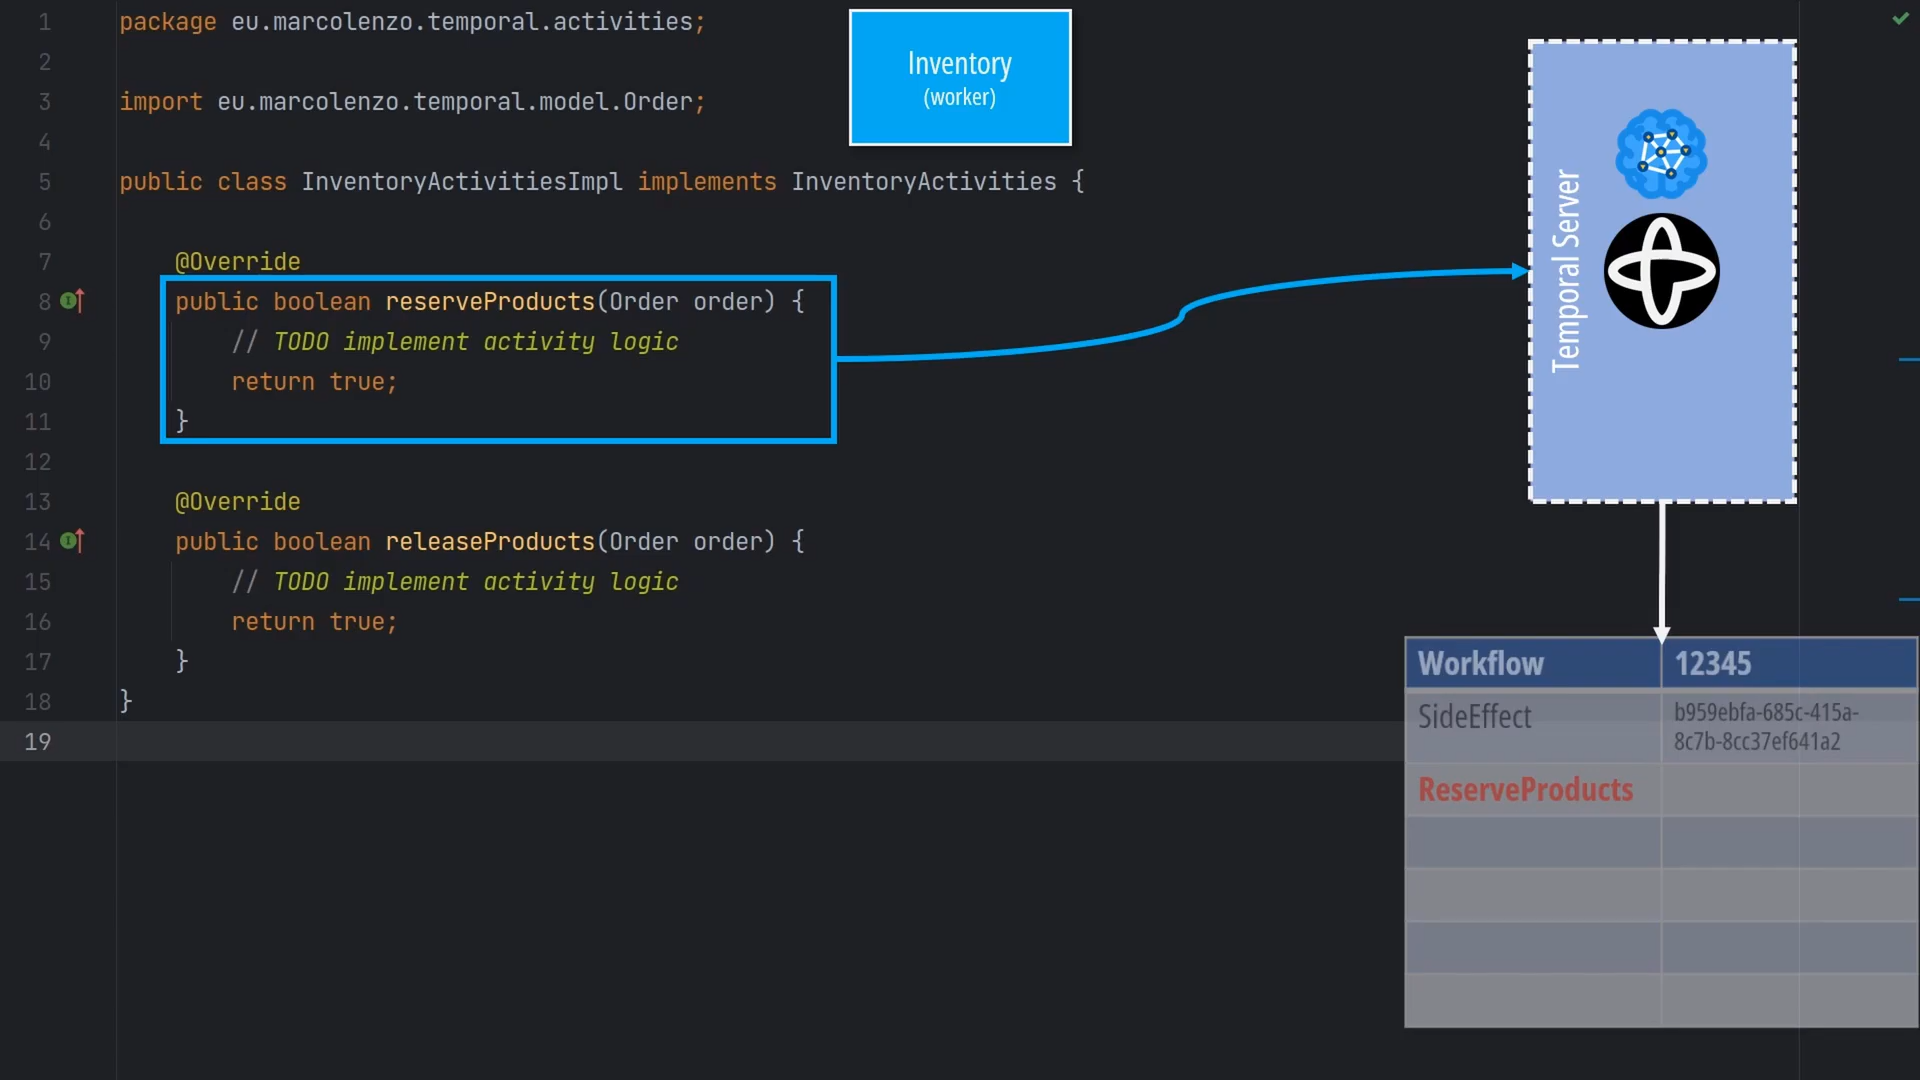 1 package eu.marcolenzo.temporal.activities;
2
3 import eu.marcolenzo.temporal.model.Order;
4
5 public class InventoryActivitiesImpl implements InventoryActivities {
6
7 @Override
8 public boolean reserveProducts(Order order) {
9 // TODO implement activity logic
10 return true;
11 }
12
13 @Override
14 public boolean releaseProducts(Order order) {
15 // TODO implement activity logic
16 return true;
17 }
18 }
19
Inventory
(worker)
Temporal Server
Workflow 12345
SideEffect b959ebfa-685c-415a-
8c7b-8cc37ef641a2
ReserveProducts